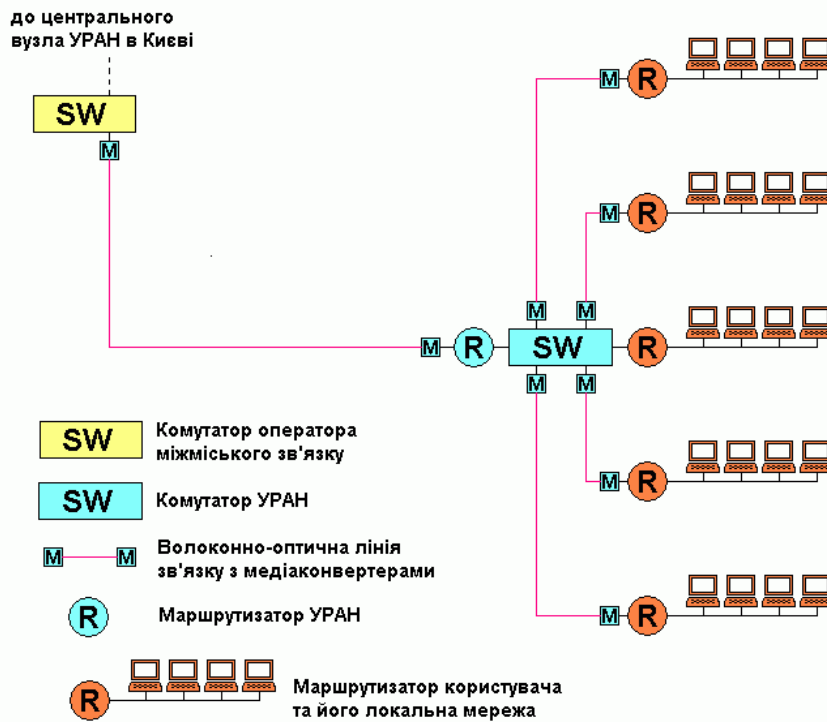 до центрального
вузла УРАН в Києві
SW
M
M
R
M
M
SW
M
M
M
R
M
R
R
M
R
M
R
SW
Комутатор оператора
міжміського зв'язку
SW
Комутатор УРАН
M
M
Волоконно-оптична лінія
зв'язку з медіаконвертерами
R
Маршрутизатор УРАН
R
Маршрутизатор користувача
та його локальна мережа